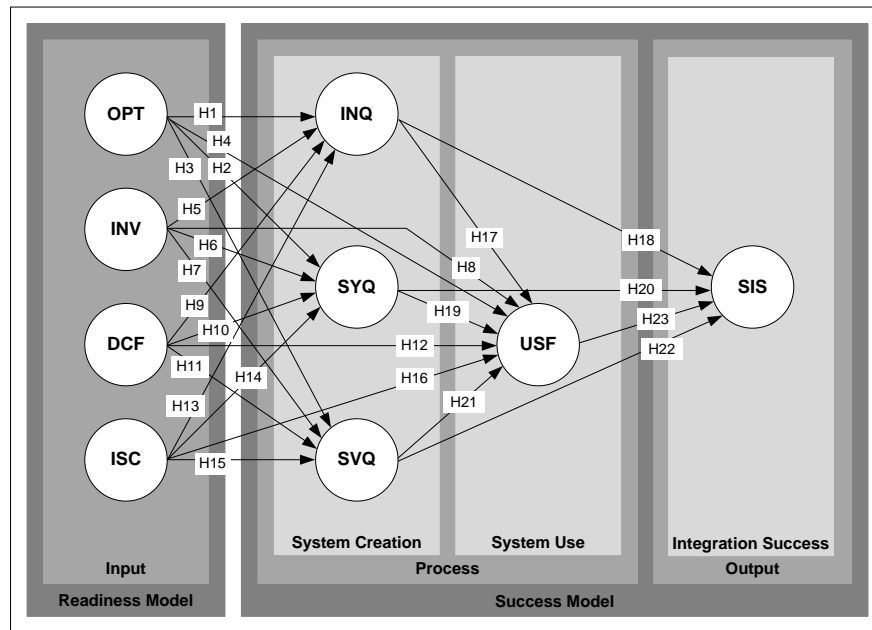 OPT
H1
INQ
H4
H3
H2
INV
H5
H6
H7
H17
H18
H8
SYQ
H20
SIS
H9
H10
H19
H23
DCF
H12
USF
H22
H11
H14
H16
H13
H21
ISC
H15
SVQ
System Creation
System Use
Integration Success
Input
Process
Output
Readiness Model
Success Model